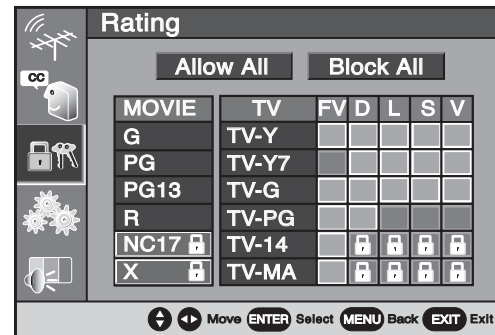 Rating
CC
Allow All Block All
MOVIE TV FV D L S V
G TV-Y
PG TV-Y7
PG13 TV-G
R TV-PG
NC17 TV-14
X TV-MA
Move ENTER Select MENU Back EXIT Exit